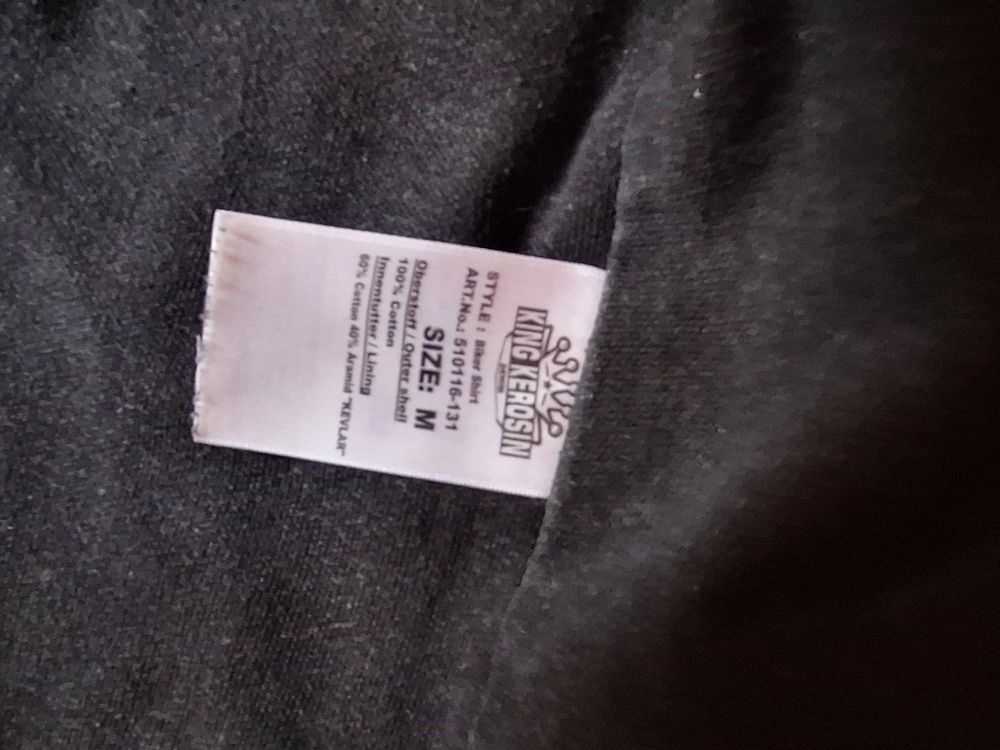 KING KEROSIN
STYLE : Biker Shirt
ART.No.: 510116-131
SIZE: M
Oberstoff / Outer shell
100% Cotton
Innenfutter / Lining
60% Cotton 40% Aramid "KEVLAR"